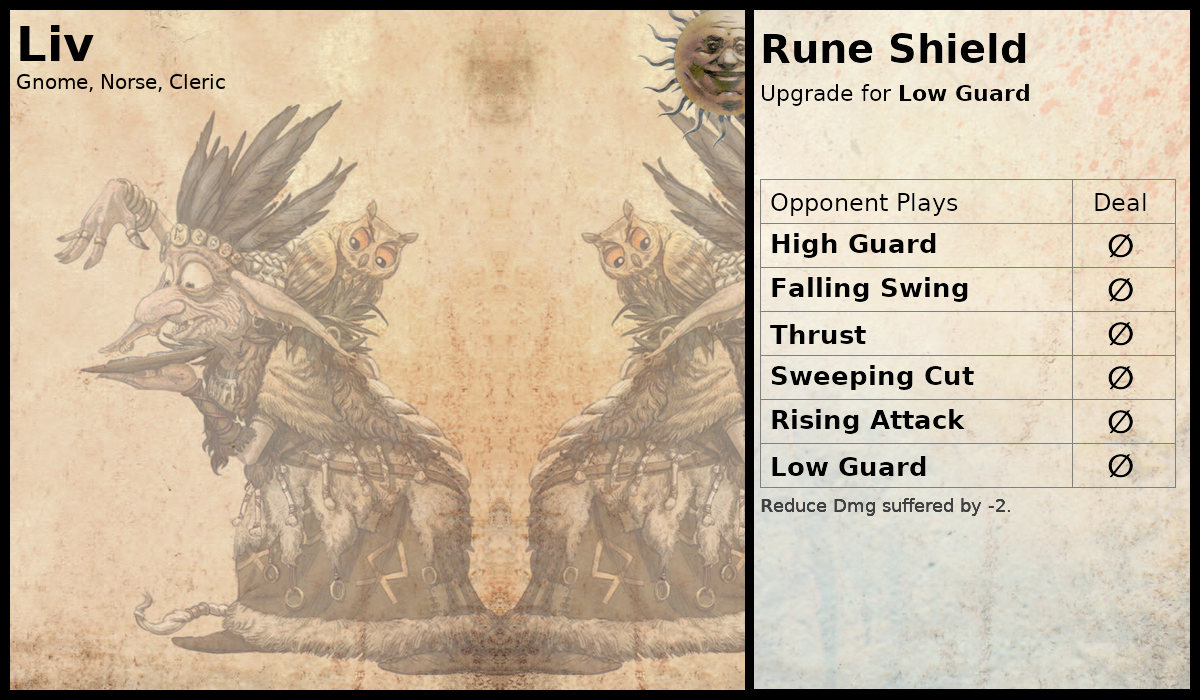 Liv
Gnome, Norse, Cleric
Rune Shield
Upgrade for Low Guard
Opponent Plays Deal
High Guard ∅
Falling Swing ∅
Thrust ∅
Sweeping Cut ∅
Rising Attack ∅
Low Guard ∅
Reduce Dmg suffered by -2.